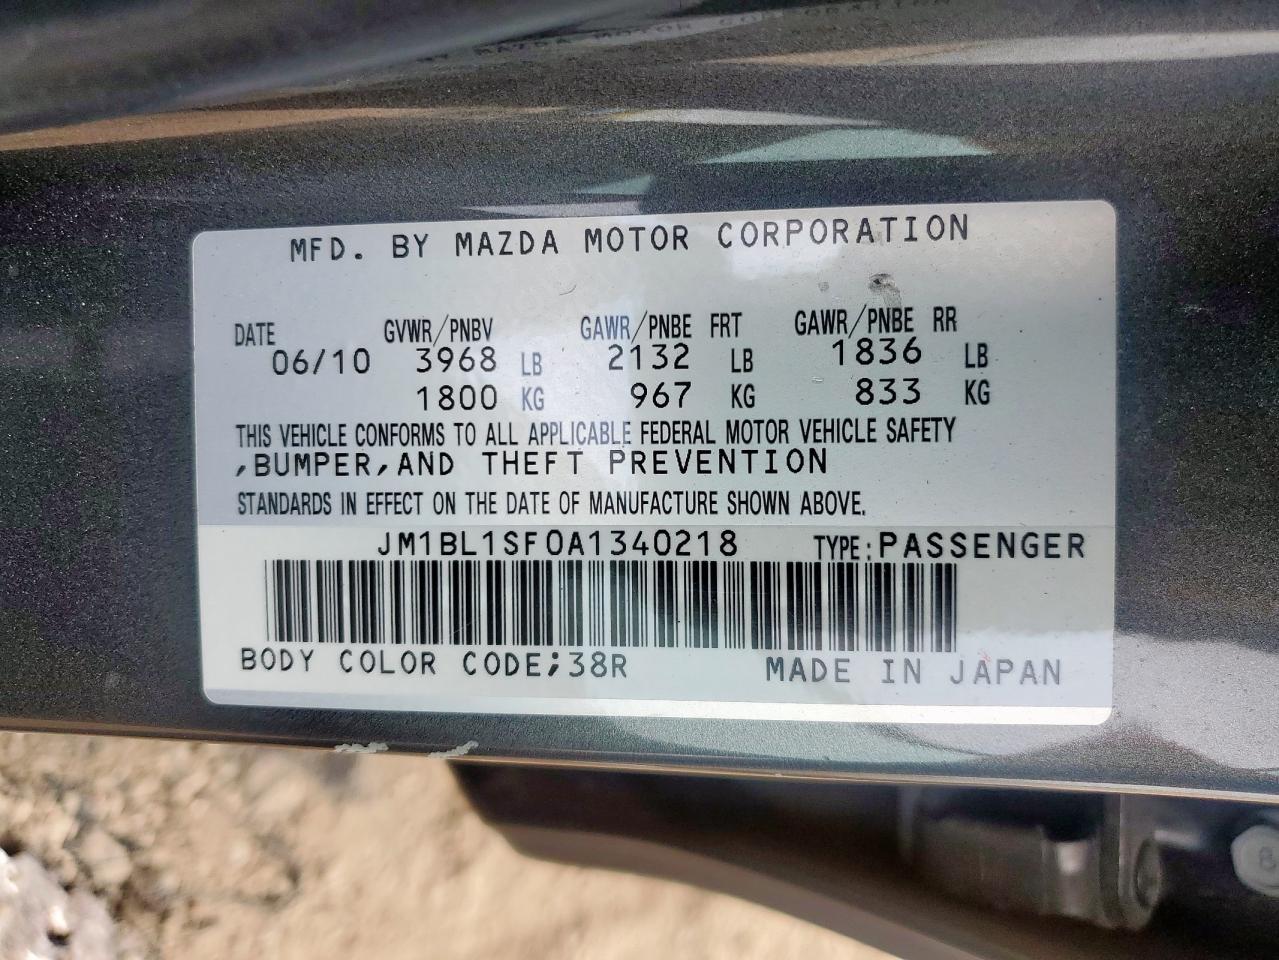 MFD. BY MAZDA MOTOR CORPORATION
DATE GVWR/PNBV GAWR/PNBE FRT GAWR/PNBE RR
06/10 3968 LB 2132 LB 1836 LB
1800 KG 967 KG 833 KG
THIS VEHICLE CONFORMS TO ALL APPLICABLE FEDERAL MOTOR VEHICLE SAFETY
,BUMPER,AND THEFT PREVENTION
STANDARDS IN EFFECT ON THE DATE OF MANUFACTURE SHOWN ABOVE.
JM1BL1SF0A1340218 TYPE:PASSENGER
BODY COLOR CODE;38R MADE IN JAPAN
8